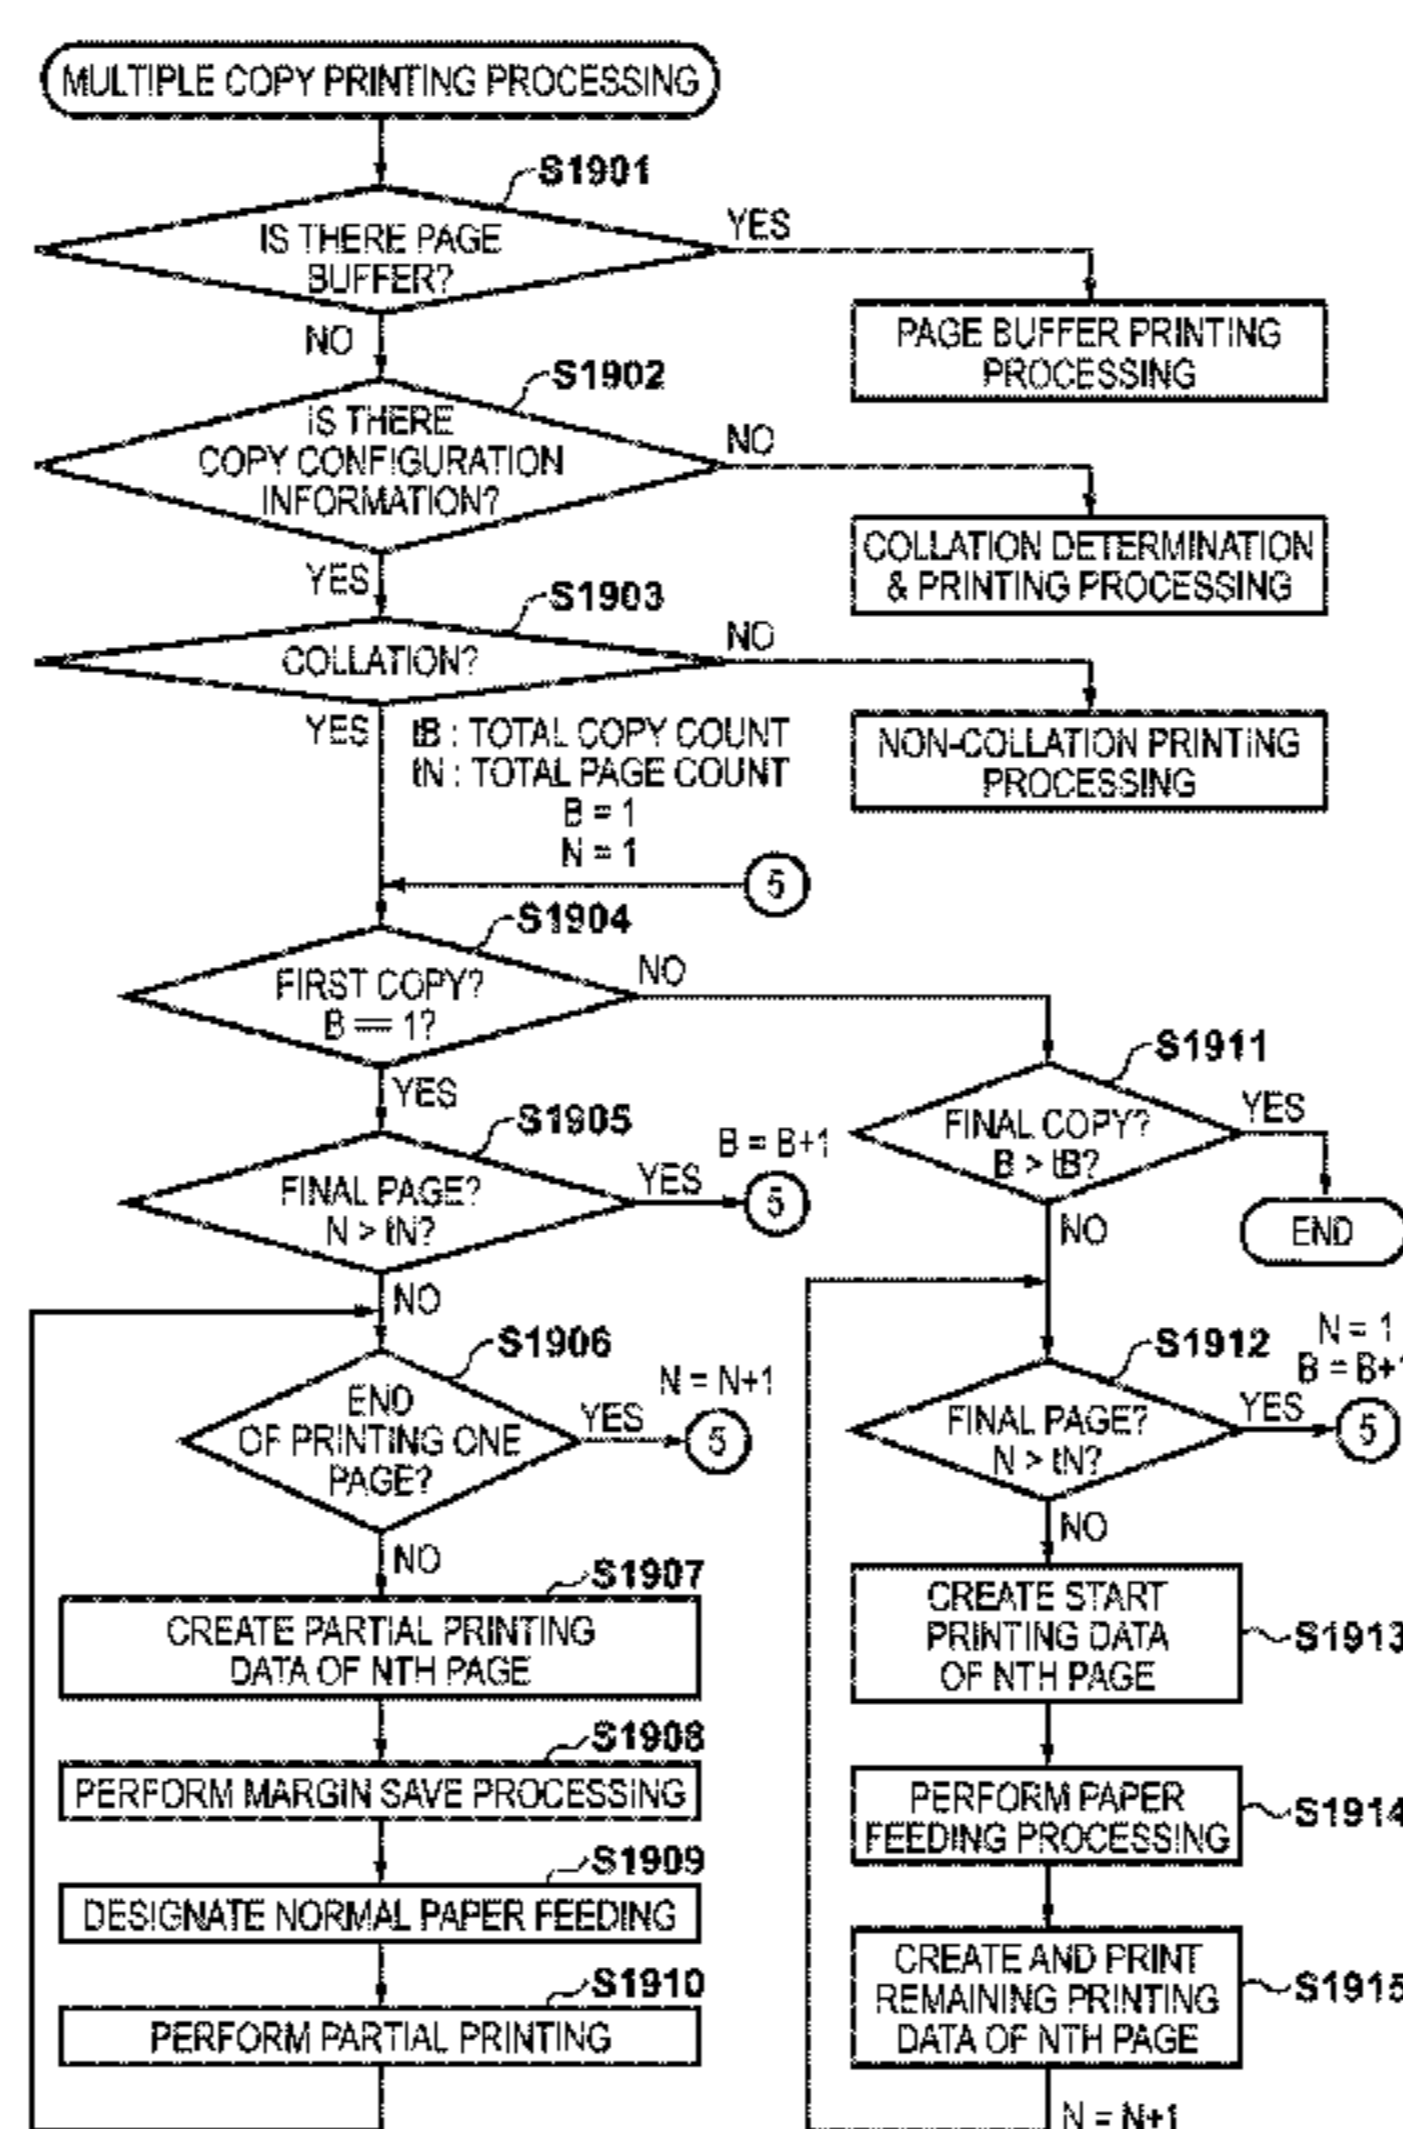 MULTIPLE COPY PRINTING PROCESSING
S1901
IS THERE PAGE
BUFFER?
YES
NO
PAGE BUFFER PRINTING
PROCESSING
S1902
IS THERE
COPY CONFIGURATION
INFORMATION?
NO
YES
COLLATION DETERMINATION
& PRINTING PROCESSING
S1903
COLLATION?
NO
YES
NON-COLLATION PRINTING
PROCESSING
tB : TOTAL COPY COUNT
tN : TOTAL PAGE COUNT
B = 1
N = 1
5
S1904
FIRST COPY?
B == 1?
NO
YES
S1905
FINAL PAGE?
N > tN?
YES
B = B+1
5
NO
S1906
END
OF PRINTING ONE
PAGE?
YES
N = N+1
5
NO
S1907
CREATE PARTIAL PRINTING
DATA OF NTH PAGE
S1908
PERFORM MARGIN SAVE PROCESSING
S1909
DESIGNATE NORMAL PAPER FEEDING
S1910
PERFORM PARTIAL PRINTING
S1911
FINAL COPY?
B > tB?
YES
END
NO
S1912
FINAL PAGE?
N > tN?
YES
N = 1
B = B+1
5
NO
CREATE START
PRINTING DATA
OF NTH PAGE
S1913
PERFORM PAPER
FEEDING PROCESSING
S1914
CREATE AND PRINT
REMAINING PRINTING
DATA OF NTH PAGE
S1915
N = N+1